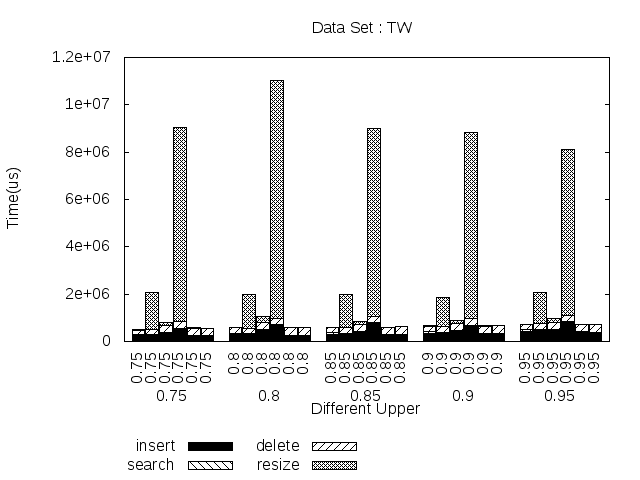 Data Set : TW
1.2e+07
1e+07
8e+06
6e+06
4e+06
2e+06
0
Time(us)
0.75 0.75 0.75 0.75 0.75 0.75 0.8 0.8 0.8 0.8 0.8 0.8 0.85 0.85 0.85 0.85 0.85 0.85 0.9 0.9 0.9 0.9 0.9 0.9 0.95 0.95 0.95 0.95 0.95 0.95
0.75 0.8 0.85 0.9 0.95
Different Upper
insert delete
search resize